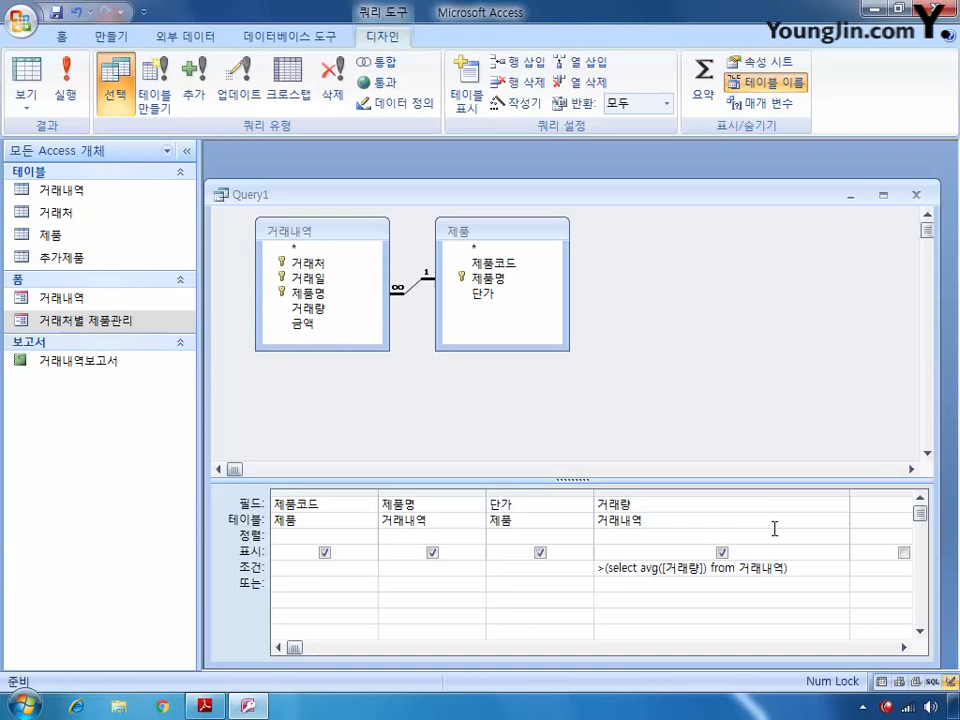 쿼리 도구
Microsoft Access
YoungJin.com Y.
홈
만들기
외부 데이터
데이터베이스 도구
디자인
보기
실행
선택
테이블
만들기
추가
업데이트
크로스탭
삭제
통합
통과
데이터 정의
테이블
표시
행 삽입
행 삭제
작성기
열 삽입
열 삭제
반환: 모두
요약
속성 시트
테이블 이름
매개 변수
결과
쿼리 유형
쿼리 설정
표시/숨기기
모든 Access 개체
테이블
거래내역
거래처
제품
추가제품
폼
거래내역
거래처별 제품관리
보고서
거래내역보고서
Query1
거래내역
*
거래처
거래일
제품명
거래량
금액
∞
1
제품
*
제품코드
제품명
단가
필드: 제품코드 제품명 단가 거래량
테이블: 제품 거래내역 제품 거래내역
정렬:
표시:
조건: >(select avg([거래량]) from 거래내역)
또는:
준비
Num Lock
SQL